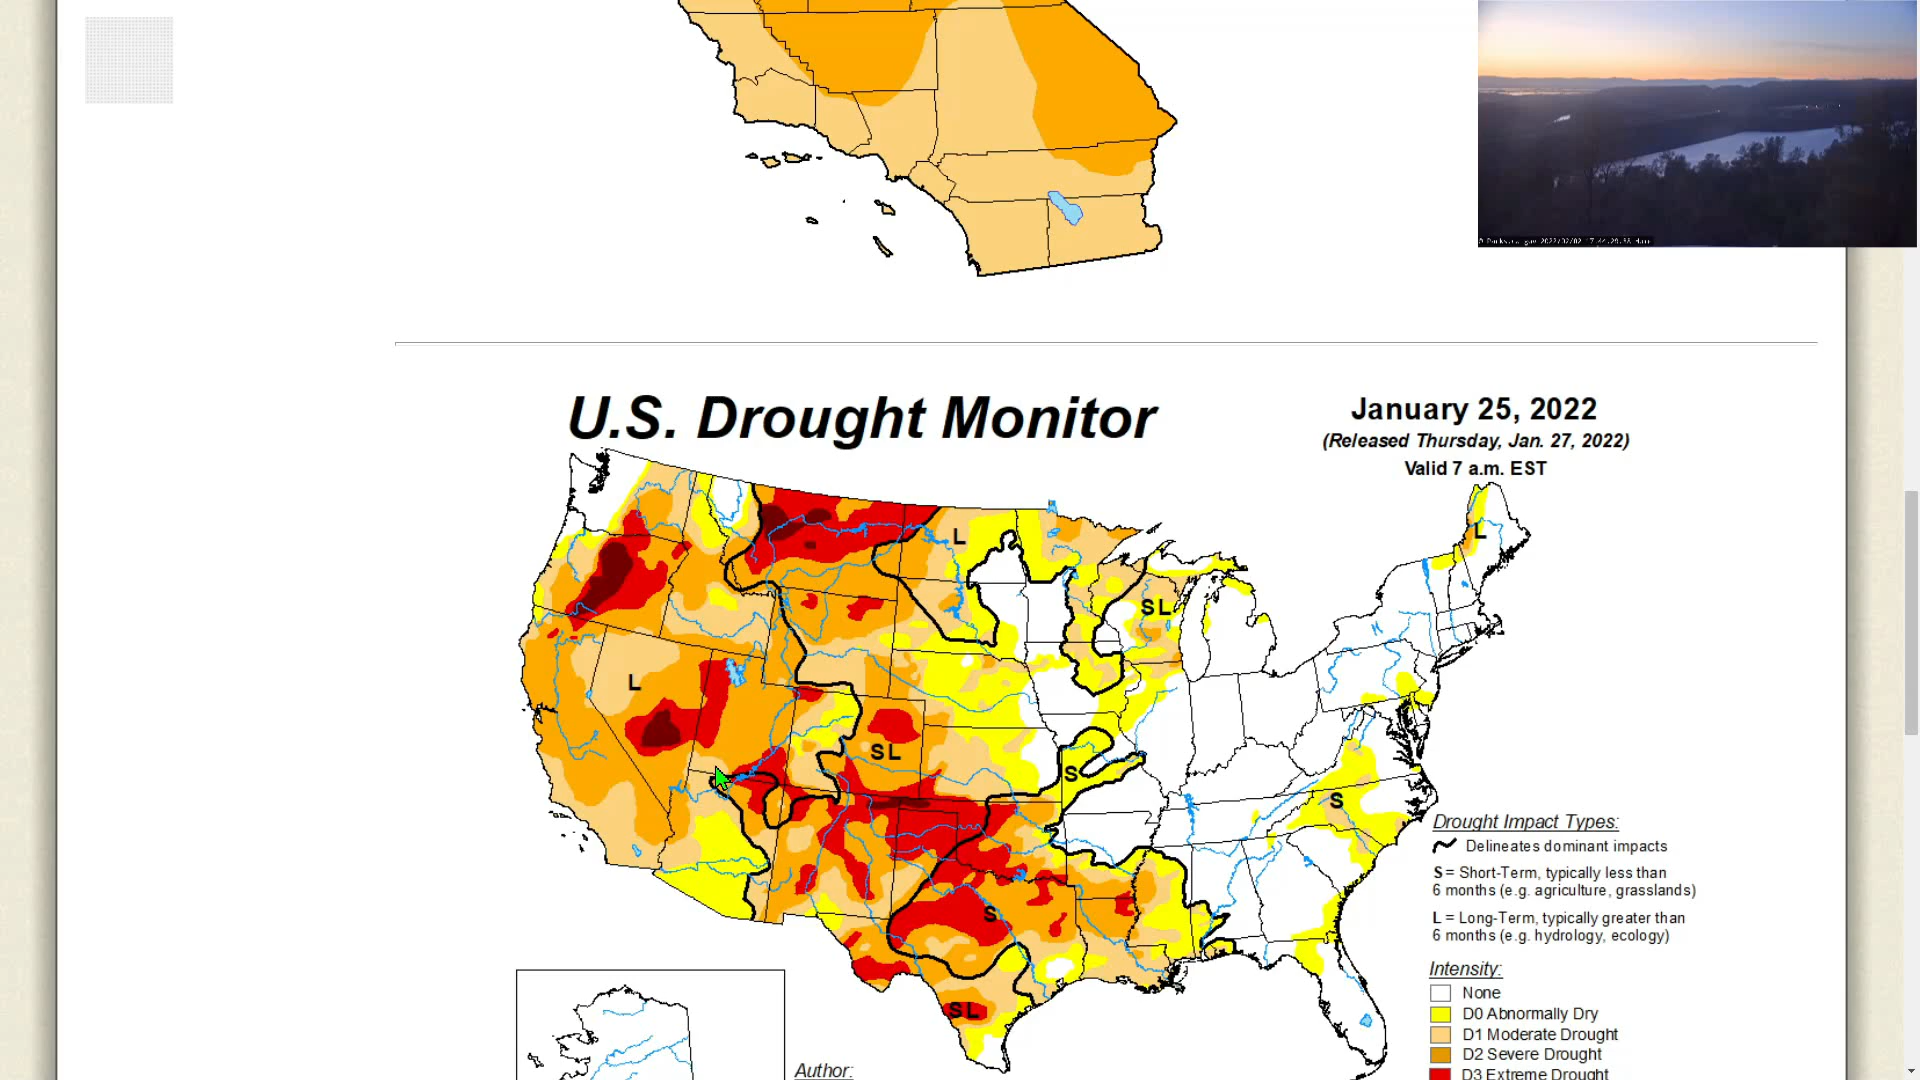 U.S. Drought Monitor
January 25, 2022
(Released Thursday, Jan. 27, 2022)
Valid 7 a.m. EST
L
L
SL
L
SL
S
S
S
SL
Drought Impact Types:
Delineates dominant impacts
S = Short-Term, typically less than
6 months (e.g. agriculture, grasslands)
L = Long-Term, typically greater than
6 months (e.g. hydrology, ecology)
Intensity:
None
D0 Abnormally Dry
D1 Moderate Drought
D2 Severe Drought
D3 Extreme Drought
Author: